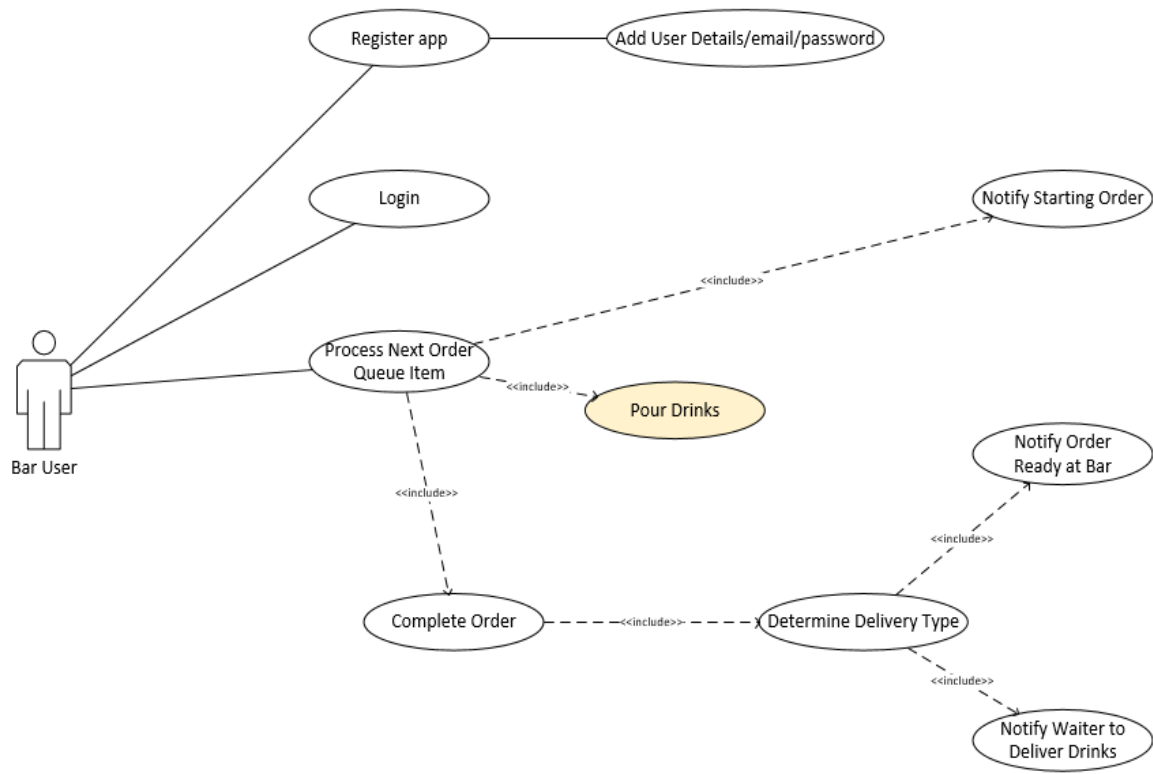 Register app
Add User Details/email/password
Login
Notify Starting Order
<<include>>
Process Next Order
Queue Item
<<include>>
Pour Drinks
Bar User
Notify Order
Ready at Bar
<<include>>
<<include>>
Complete Order
<<include>>
Determine Delivery Type
<<include>>
Notify Waiter to
Deliver Drinks